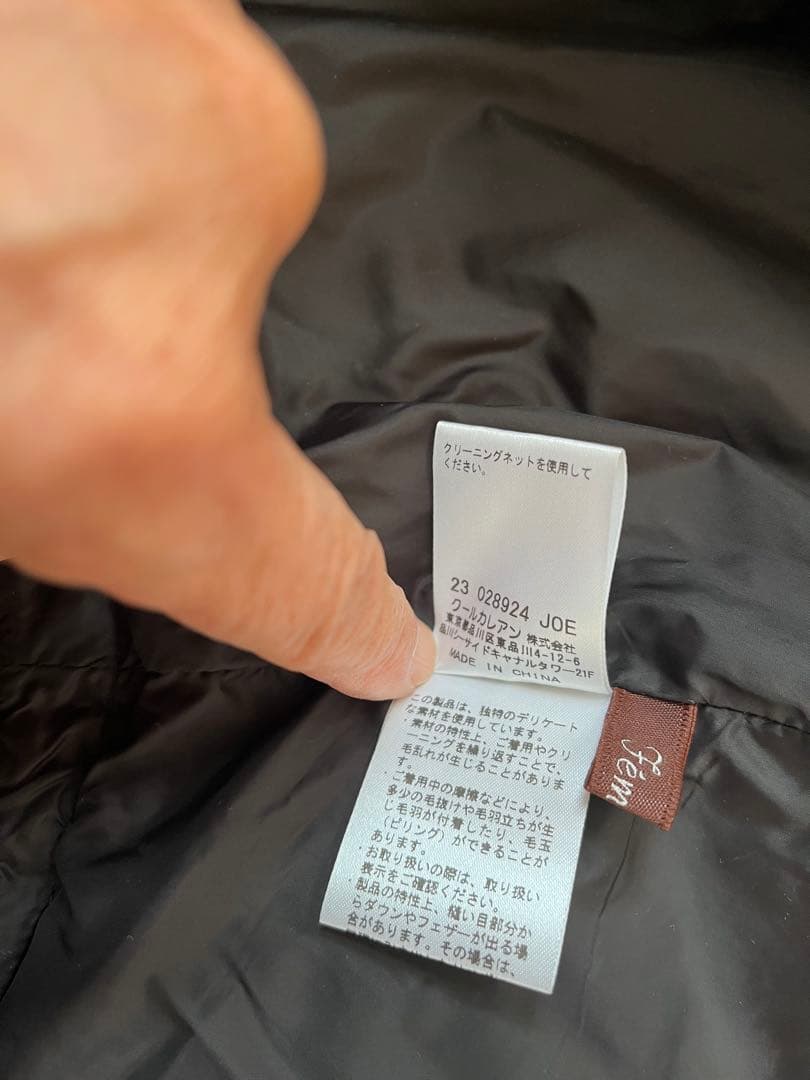 クリーニングネットを使用して
ください。
23 028924 JOE
クールカレアン 株式会社
東京都品川区東品川4-12-6
品川シーサイドキャナルタワー21F
MADE IN CHINA
この製品は、独特のデリケート
な素材を使用しています。
・素材の特性上、ご着用やクリ
ーニングを繰り返すことで、
毛乱れが生じることがありま
す。
・ご着用中の摩擦などにより、
多少の毛抜けや毛羽立ちが生
じ毛羽が付着したり、毛玉
(ピリング)ができることが
あります。
・お取り扱いの際は、取り扱い
表示をご確認ください。
・製品の特性上、縫い目部分か
らダウンやフェザーが出る場
合があります。その場合は、
Fém